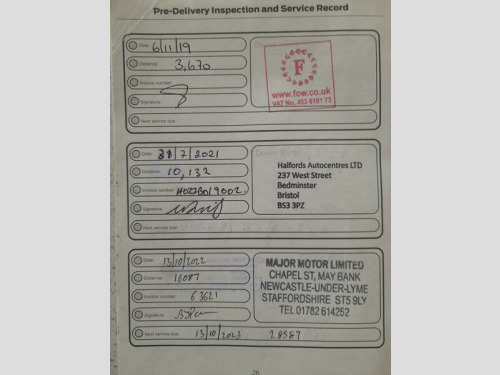 Pre-Delivery Inspection and Service Record
Date: 6/11/19
Distance: 3,670
Invoice number:
Signature:
Next service due:
F
www.fow.co.uk
VAT No. 453 8161 73
Date: 31/7/2021
Distance: 10,132
Invoice number: H027B019002
Signature:
Next service due:
Halfords Autocentres LTD
237 West Street
Bedminster
Bristol
BS3 3PZ
Date: 13/10/2022
Distance: 16087
Invoice number: 63621
Signature:
Next service due: 13/10/2023 28587
MAJOR MOTOR LIMITED
CHAPEL ST, MAY BANK
NEWCASTLE-UNDER-LYME
STAFFORDSHIRE ST5 9LY
TEL 01782 614252
26